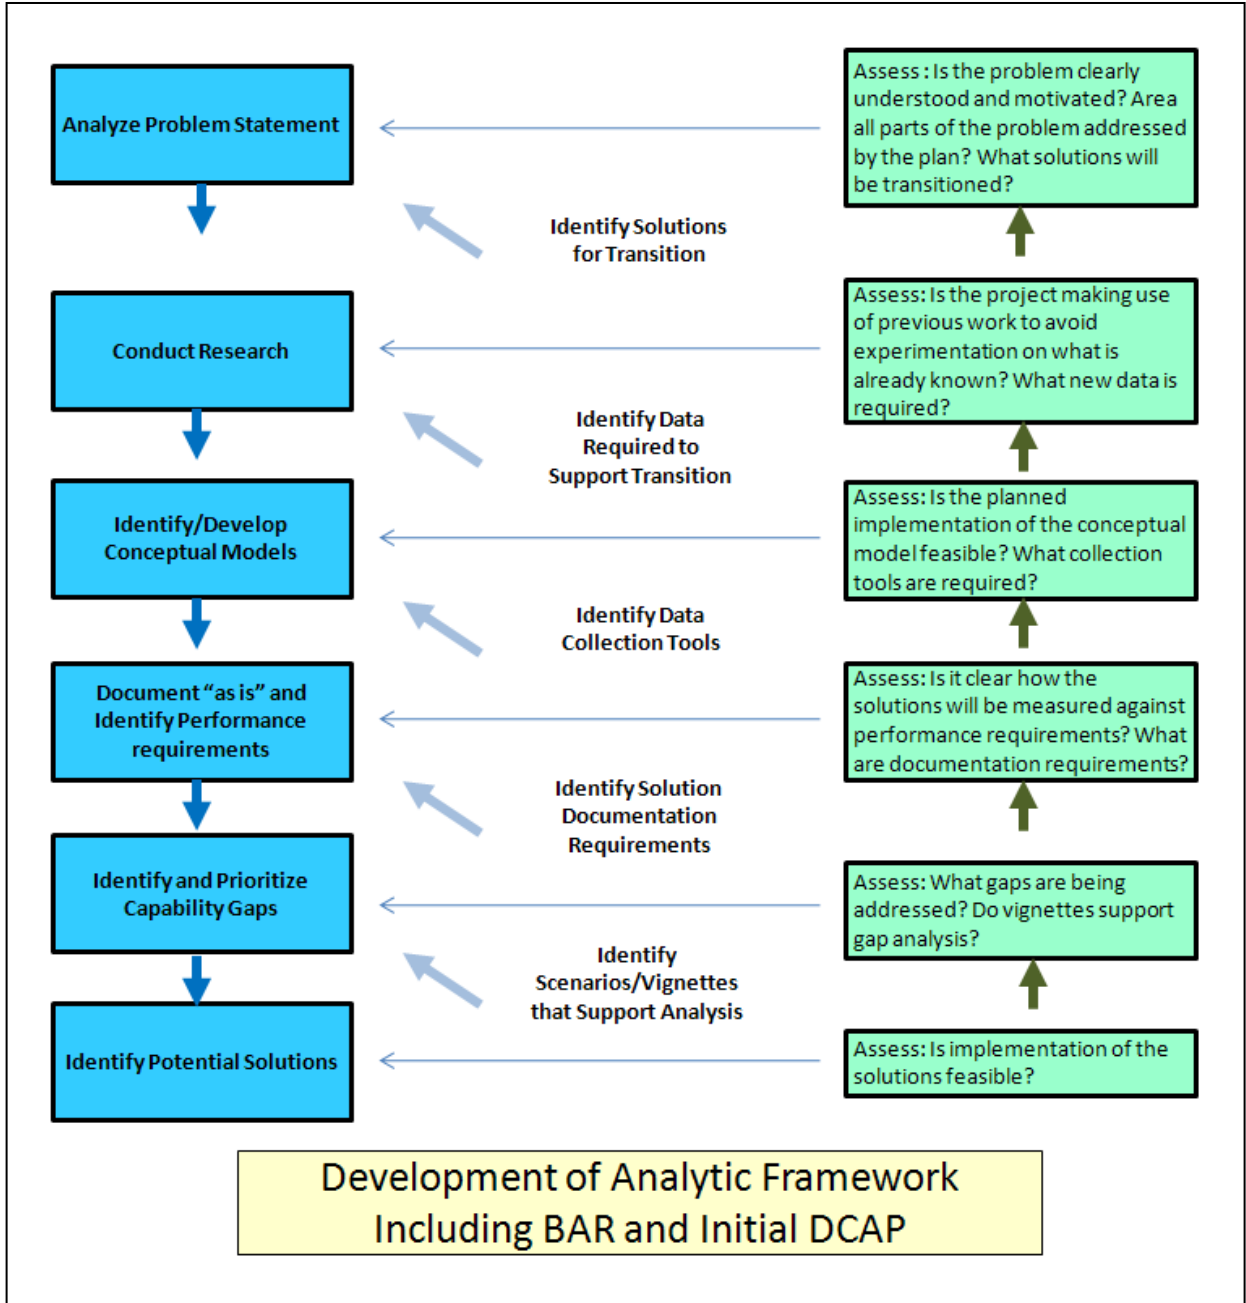 Analyze Problem Statement
Assess : Is the problem clearly
understood and motivated? Area
all parts of the problem addressed
by the plan? What solutions will
be transitioned?
Identify Solutions
for Transition
Conduct Research
Assess: Is the project making use
of previous work to avoid
experimentation on what is
already known? What new data is
required?
Identify Data
Required to
Support Transition
Identify/Develop
Conceptual Models
Assess: Is the planned
implementation of the conceptual
model feasible? What collection
tools are required?
Identify Data
Collection Tools
Document “as is” and
Identify Performance
requirements
Assess: Is it clear how the
solutions will be measured against
performance requirements? What
are documentation requirements?
Identify Solution
Documentation
Requirements
Identify and Prioritize
Capability Gaps
Assess: What gaps are being
addressed? Do vignettes support
gap analysis?
Identify
Scenarios/Vignettes
that Support Analysis
Identify Potential Solutions
Assess: Is implementation of the
solutions feasible?
Development of Analytic Framework
Including BAR and Initial DCAP